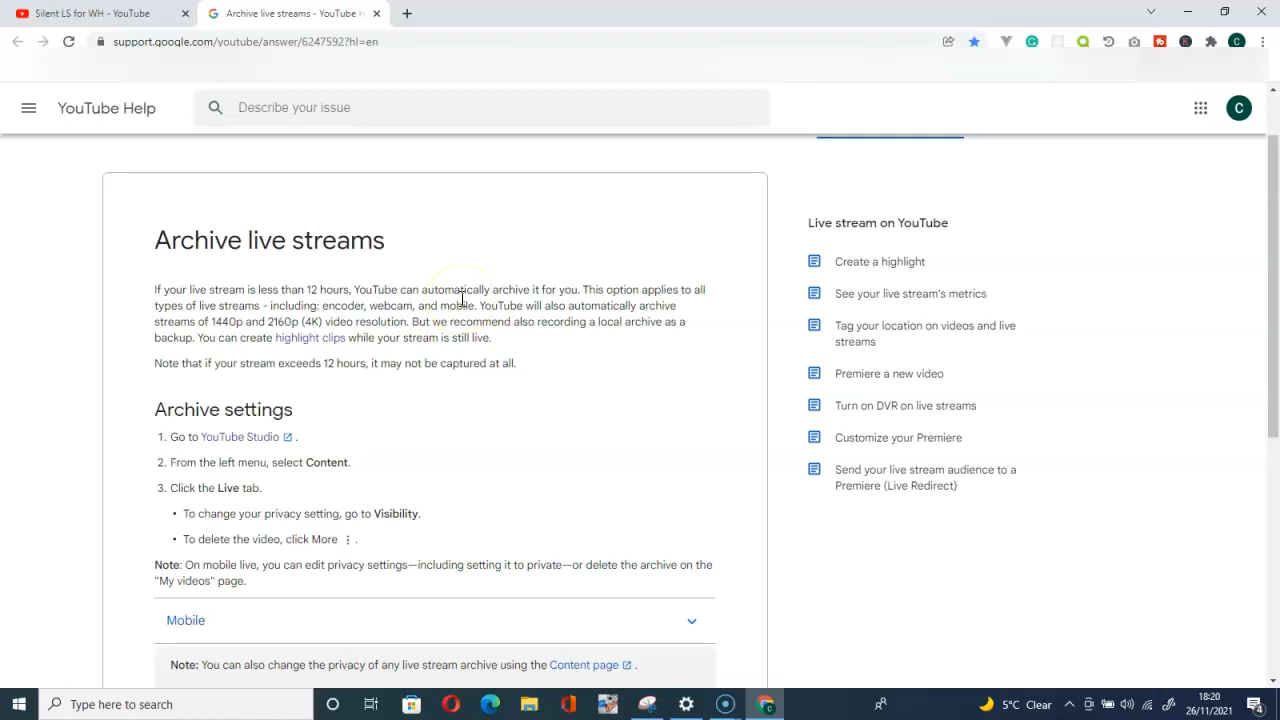 Silent LS for WH - YouTube
Archive live streams - YouTube H
support.google.com/youtube/answer/6247592?hl=en
YouTube Help
Describe your issue
C
Archive live streams
If your live stream is less than 12 hours, YouTube can automatically archive it for you. This option applies to all
types of live streams - including: encoder, webcam, and mobile. YouTube will also automatically archive
streams of 1440p and 2160p (4K) video resolution. But we recommend also recording a local archive as a
backup. You can create highlight clips while your stream is still live.
Note that if your stream exceeds 12 hours, it may not be captured at all.
Archive settings
1. Go to YouTube Studio .
2. From the left menu, select Content.
3. Click the Live tab.
• To change your privacy setting, go to Visibility.
• To delete the video, click More ⋮ .
Note: On mobile live, you can edit privacy settings—including setting it to private—or delete the archive on the
"My videos" page.
Mobile
Note: You can also change the privacy of any live stream archive using the Content page .
Live stream on YouTube
Create a highlight
See your live stream's metrics
Tag your location on videos and live
streams
Premiere a new video
Turn on DVR on live streams
Customize your Premiere
Send your live stream audience to a
Premiere (Live Redirect)
Type here to search
5°C Clear
18:20
26/11/2021
4